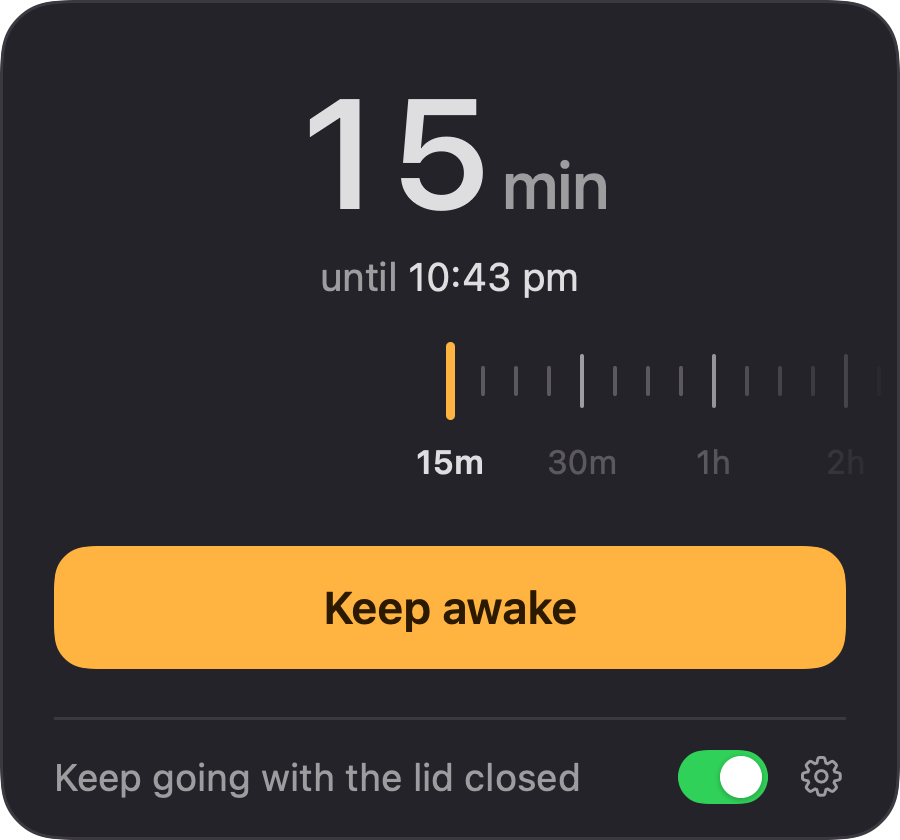 15 min
until 10:43 pm
15m 30m 1h 2h
Keep awake
Keep going with the lid closed